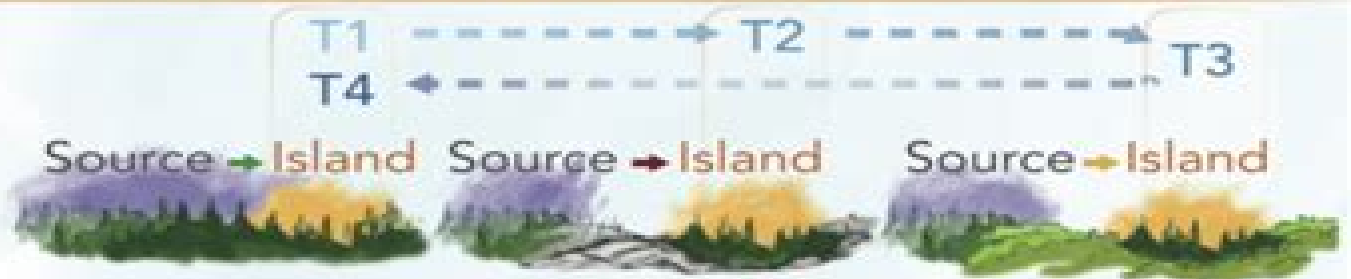 T1 T2
T3
T4
Source Island Source Island Source Island